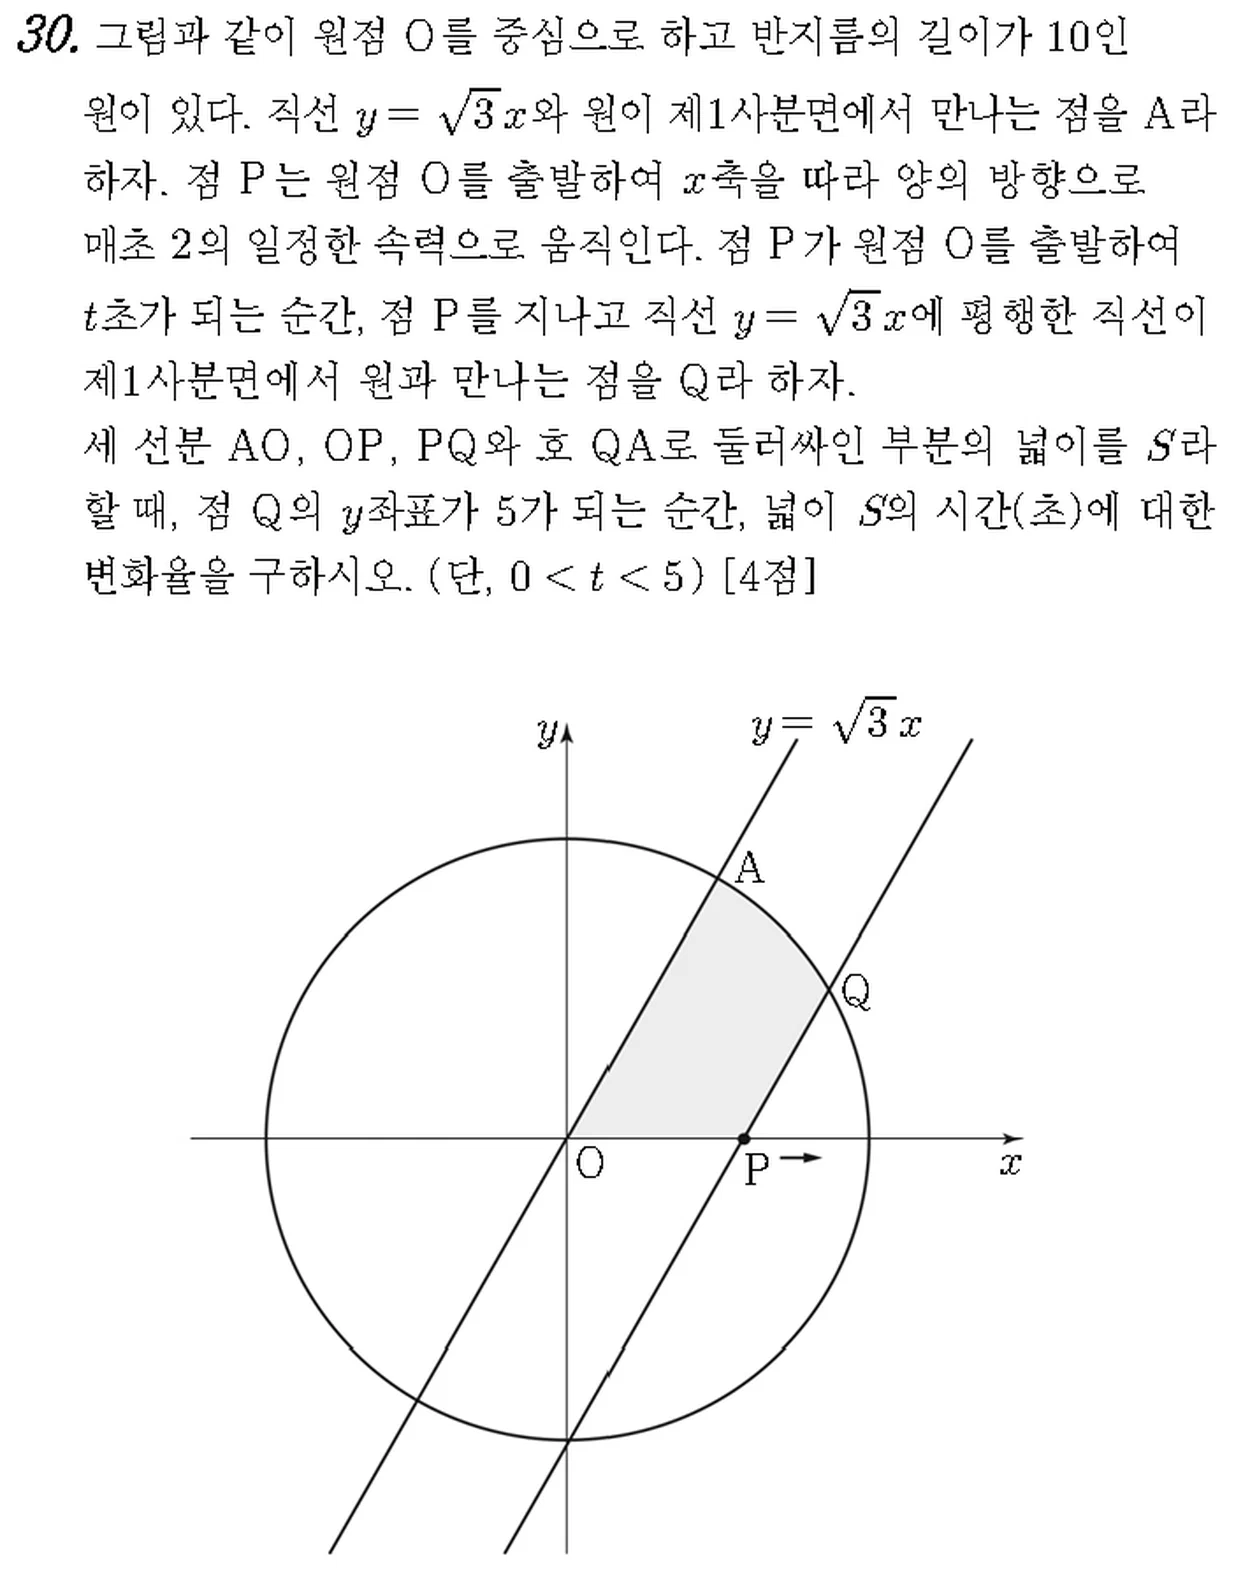 30. 그림과 같이 원점 O를 중심으로 하고 반지름의 길이가 10인
원이 있다. 직선 y = √3 x와 원이 제1사분면에서 만나는 점을 A라
하자. 점 P는 원점 O를 출발하여 x축을 따라 양의 방향으로
매초 2의 일정한 속력으로 움직인다. 점 P가 원점 O를 출발하여
t초가 되는 순간, 점 P를 지나고 직선 y = √3 x에 평행한 직선이
제1사분면에서 원과 만나는 점을 Q라 하자.
세 선분 AO, OP, PQ와 호 QA로 둘러싸인 부분의 넓이를 S라
할 때, 점 Q의 y좌표가 5가 되는 순간, 넓이 S의 시간(초)에 대한
변화율을 구하시오. (단, 0 < t < 5) [4점]
y
y = √3 x
A
Q
O
P
x